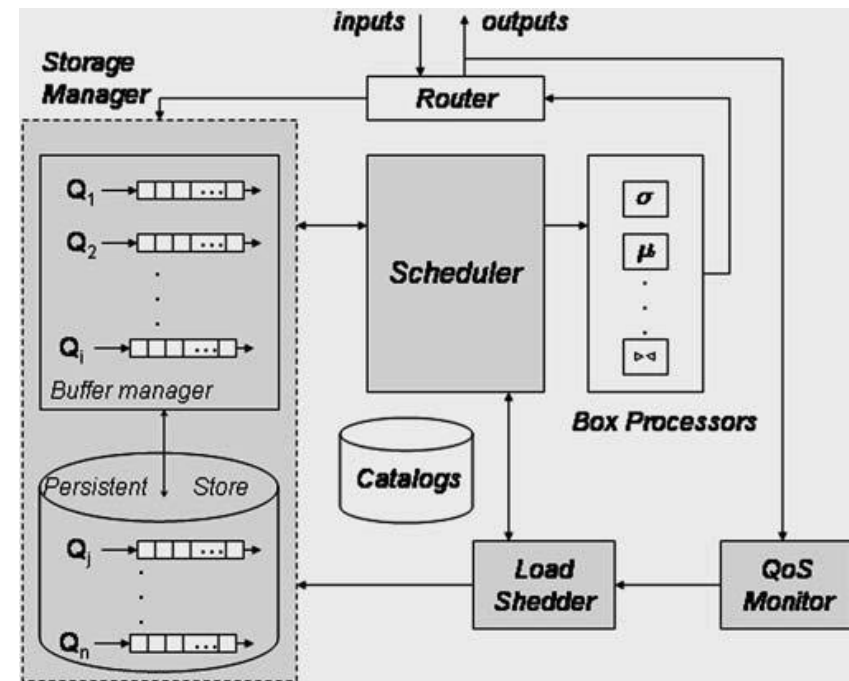 inputs
outputs
Storage
Manager
Router
Q1
Q2
Qi
Buffer manager
Persistent Store
Qj
Qn
Scheduler
σ
μ
▷◁
Box Processors
Catalogs
Load
Shedder
QoS
Monitor